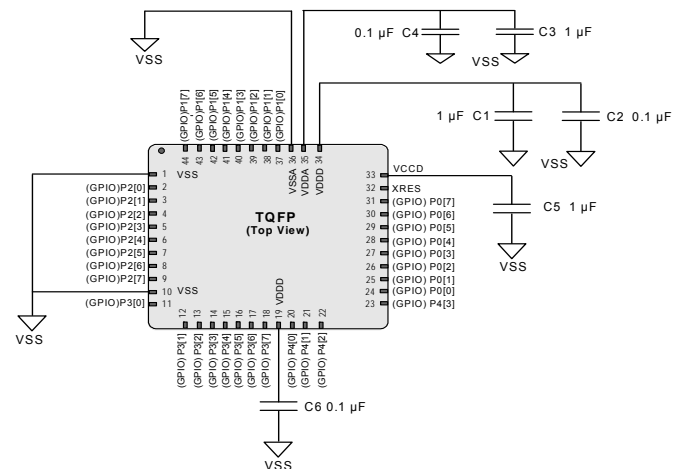 0.1 µF C4
C3 1 µF
VSS
VSS
1 µF C1
C2 0.1 µF
VSS
(GPIO)P1[7]
(GPIO)P1[6]
(GPIO)P1[5]
(GPIO)P1[4]
(GPIO)P1[3]
(GPIO)P1[2]
(GPIO)P1[1]
(GPIO)P1[0]
44
43
42
41
40
39
38
37
36
35
34
VSSA
VDDA
VDDD
TQFP
(Top View)
1 VSS
(GPIO)P2[0] 2
(GPIO)P2[1] 3
(GPIO)P2[2] 4
(GPIO)P2[3] 5
(GPIO)P2[4] 6
(GPIO)P2[5] 7
(GPIO)P2[6] 8
(GPIO)P2[7] 9
10 VSS
(GPIO)P3[0] 11
VSS
33 VCCD
32 XRES
31 (GPIO) P0[7]
30 (GPIO) P0[6]
29 (GPIO) P0[5]
28 (GPIO) P0[4]
27 (GPIO) P0[3]
26 (GPIO) P0[2]
25 (GPIO) P0[1]
24 (GPIO) P0[0]
23 (GPIO) P4[3]
C5 1 µF
VSS
VDDD
12
13
14
15
16
17
18
19
20
21
22
(GPIO) P3[1]
(GPIO) P3[2]
(GPIO) P3[3]
(GPIO) P3[4]
(GPIO) P3[5]
(GPIO) P3[6]
(GPIO) P3[7]
(GPIO) P4[0]
(GPIO) P4[1]
(GPIO) P4[2]
C6 0.1 µF
VSS